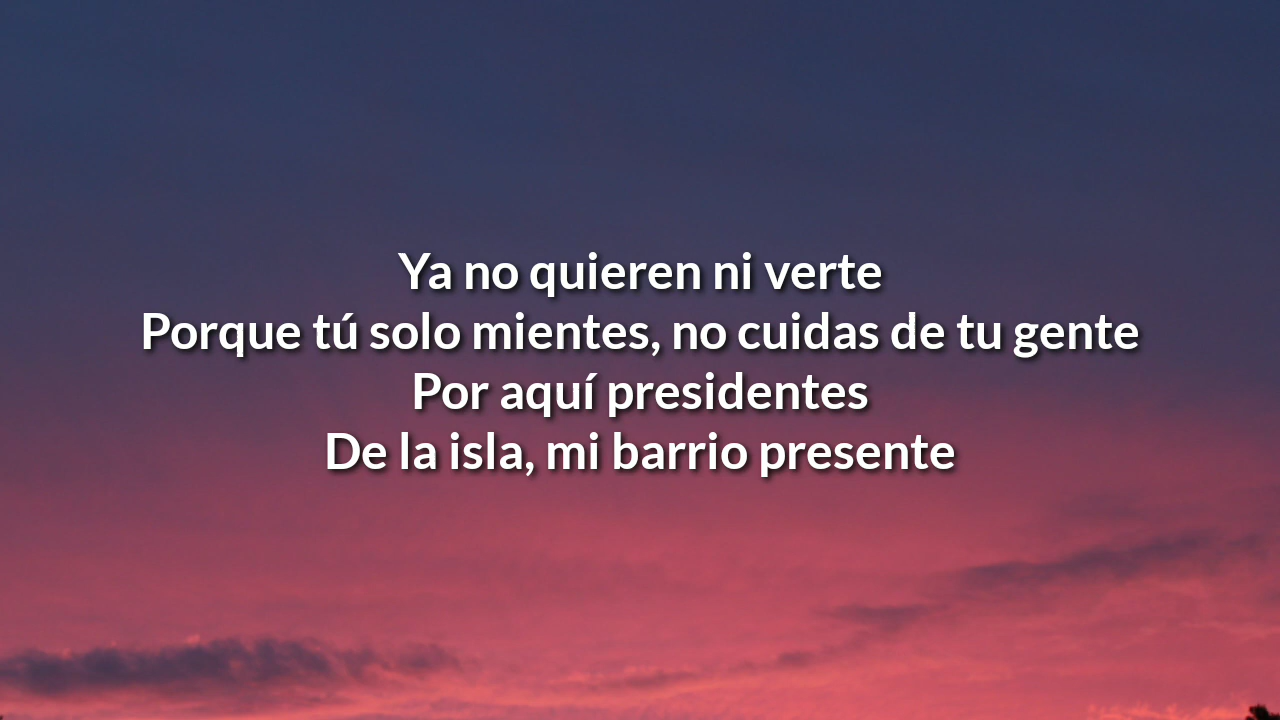 Ya no quieren ni verte
Porque tú solo mientes, no cuidas de tu gente
Por aquí presidentes
De la isla, mi barrio presente